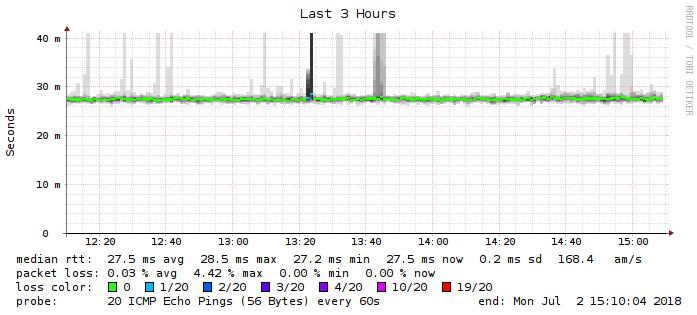 Last 3 Hours
RRDTOOL / TOBI OETIKER
Seconds
40 m
30 m
20 m
10 m
0
12:20 12:40 13:00 13:20 13:40 14:00 14:20 14:40 15:00
median rtt: 27.5 ms avg 28.5 ms max 27.2 ms min 27.5 ms now 0.2 ms sd 168.4 am/s
packet loss: 0.03 % avg 4.42 % max 0.00 % min 0.00 % now
loss color: 0 1/20 2/20 3/20 4/20 10/20 19/20
probe: 20 ICMP Echo Pings (56 Bytes) every 60s end: Mon Jul 2 15:10:04 2018